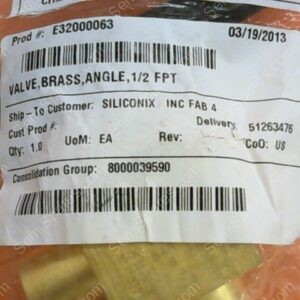 Prod #: E32000063 03/19/2013
VALVE,BRASS,ANGLE,1/2 FPT
Ship-To Customer: SILICONIX INC FAB 4
Cust Prod #: Delivery: 51263476
Qty: 1.0 UoM: EA Rev: CoO: US
Consolidation Group: 8000039590